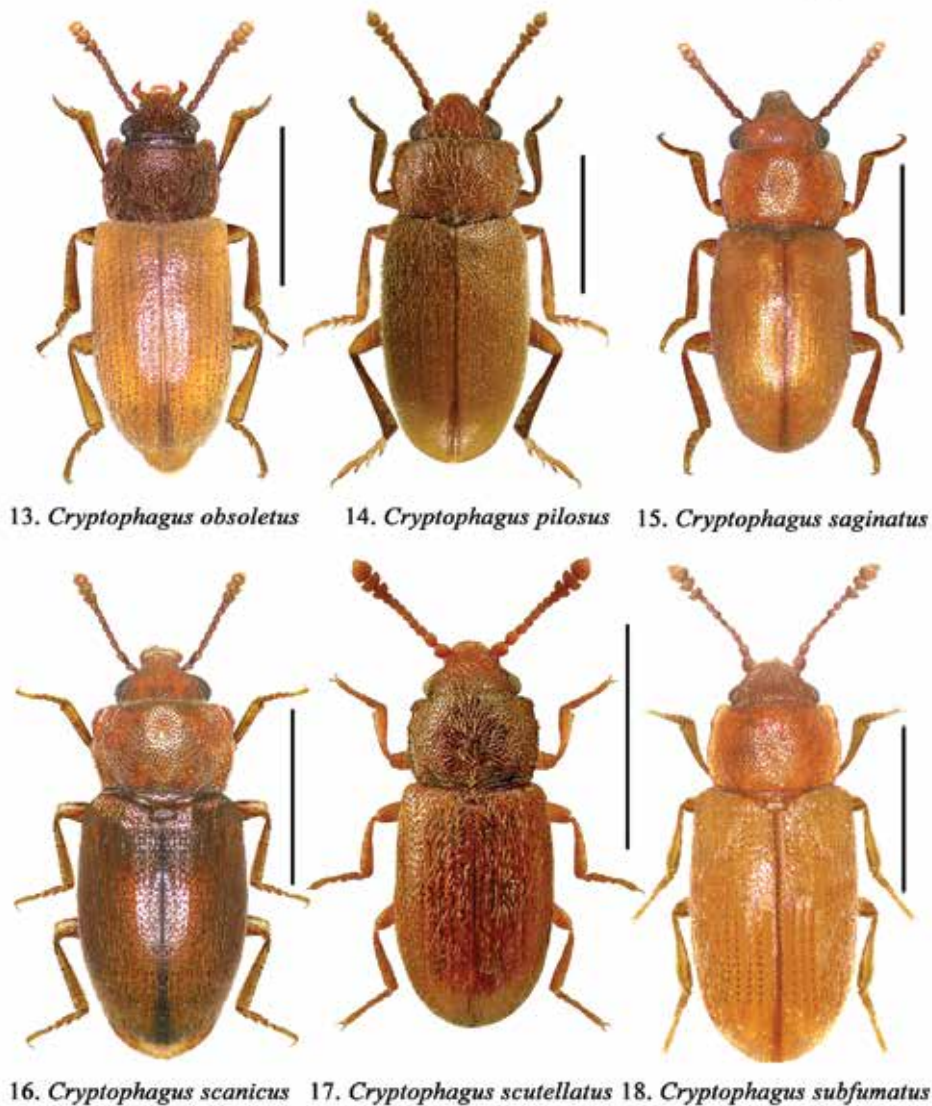 13. Cryptophagus obsoletus 14. Cryptophagus pilosus 15. Cryptophagus saginatus
16. Cryptophagus scanicus 17. Cryptophagus scutellatus 18. Cryptophagus subfumatus